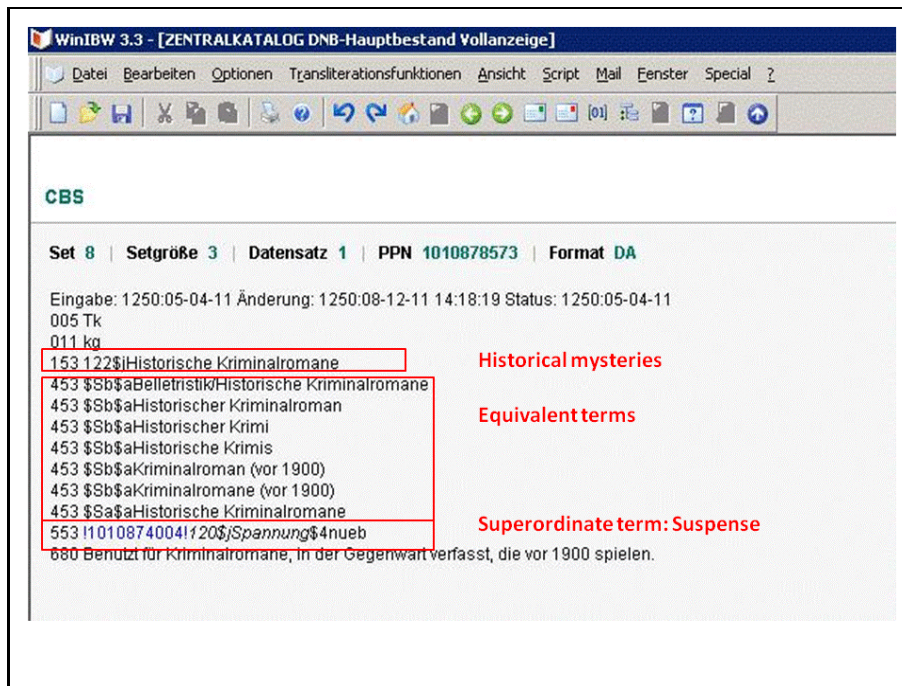 WinIBW 3.3 - [ZENTRALKATALOG DNB-Hauptbestand Vollanzeige]
Datei Bearbeiten Optionen Transliterationsfunktionen Ansicht Script Mail Fenster Special ?
[01] ?
CBS
Set 8 | Setgröße 3 | Datensatz 1 | PPN 1010878573 | Format DA
Eingabe: 1250:05-04-11 Änderung: 1250:08-12-11 14:18:19 Status: 1250:05-04-11
005 Tk
011 kg
153 122$jHistorische Kriminalromane Historical mysteries
453 $Sb$aBelletristik/Historische Kriminalromane
453 $Sb$aHistorischer Kriminalroman Equivalent terms
453 $Sb$aHistorischer Krimi
453 $Sb$aHistorische Krimis
453 $Sb$aKriminalroman (vor 1900)
453 $Sb$aKriminalromane (vor 1900)
453 $Sa$aHistorische Kriminalromane
553 !1010874004!120$jSpannung$4nueb Superordinate term: Suspense
680 Benutzt für Kriminalromane, in der Gegenwart verfasst, die vor 1900 spielen.